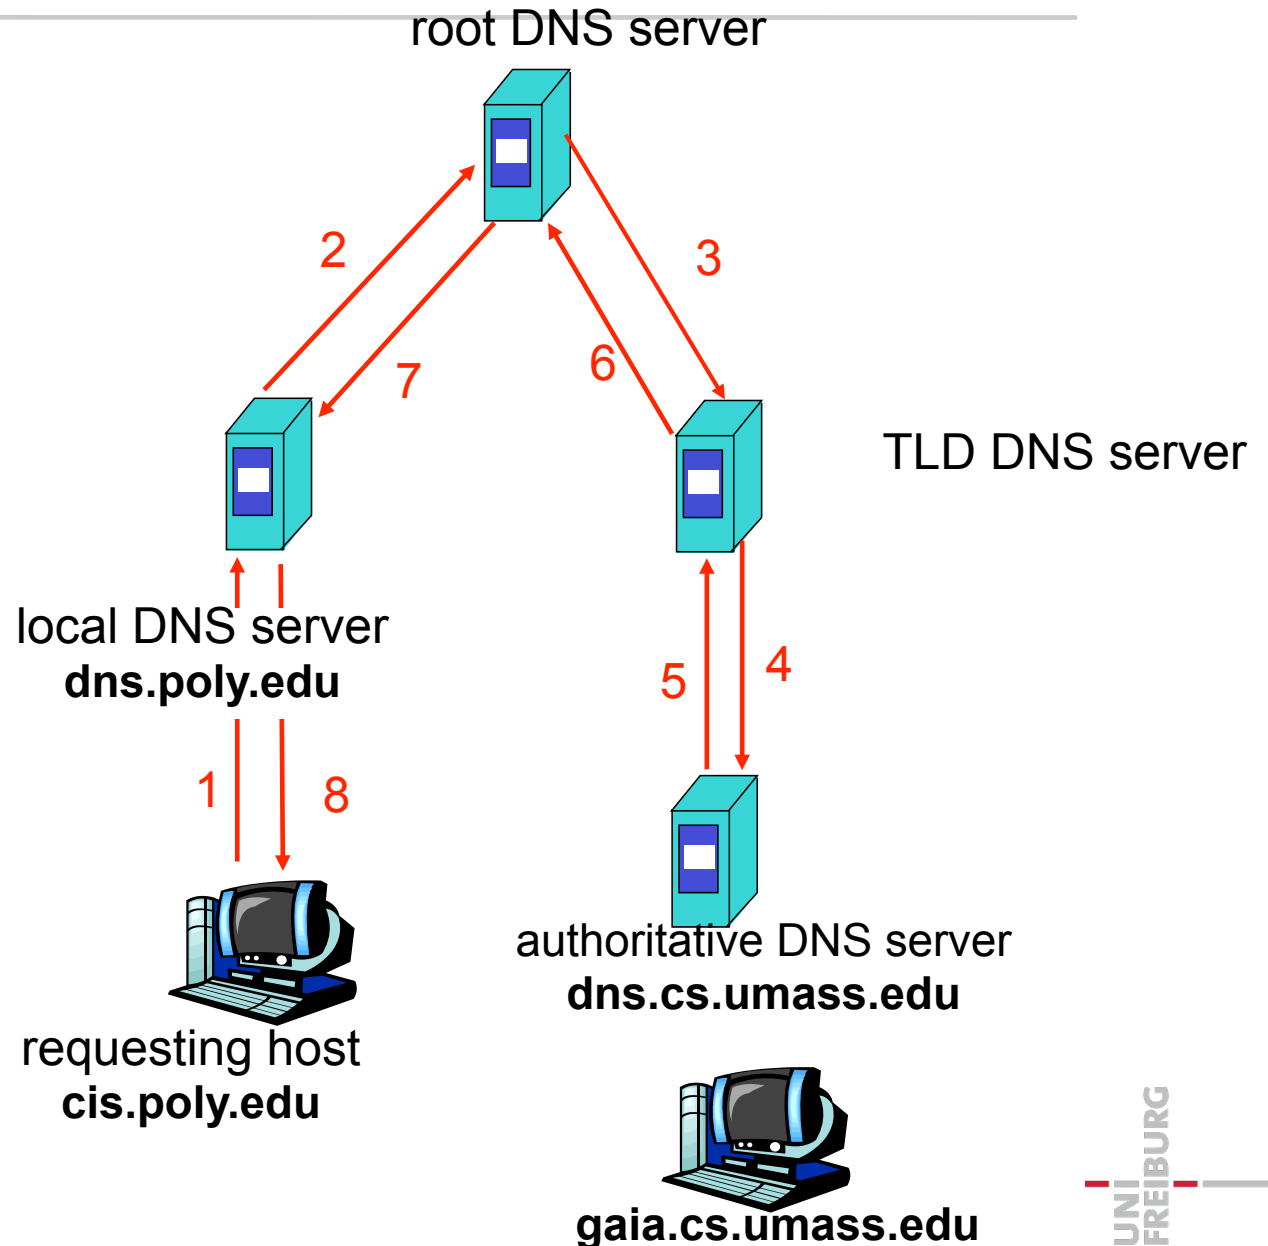 root DNS server
2
3
7
6
TLD DNS server
local DNS server
dns.poly.edu
5
4
1
8
authoritative DNS server
dns.cs.umass.edu
requesting host
cis.poly.edu
gaia.cs.umass.edu
UNI
FREIBURG